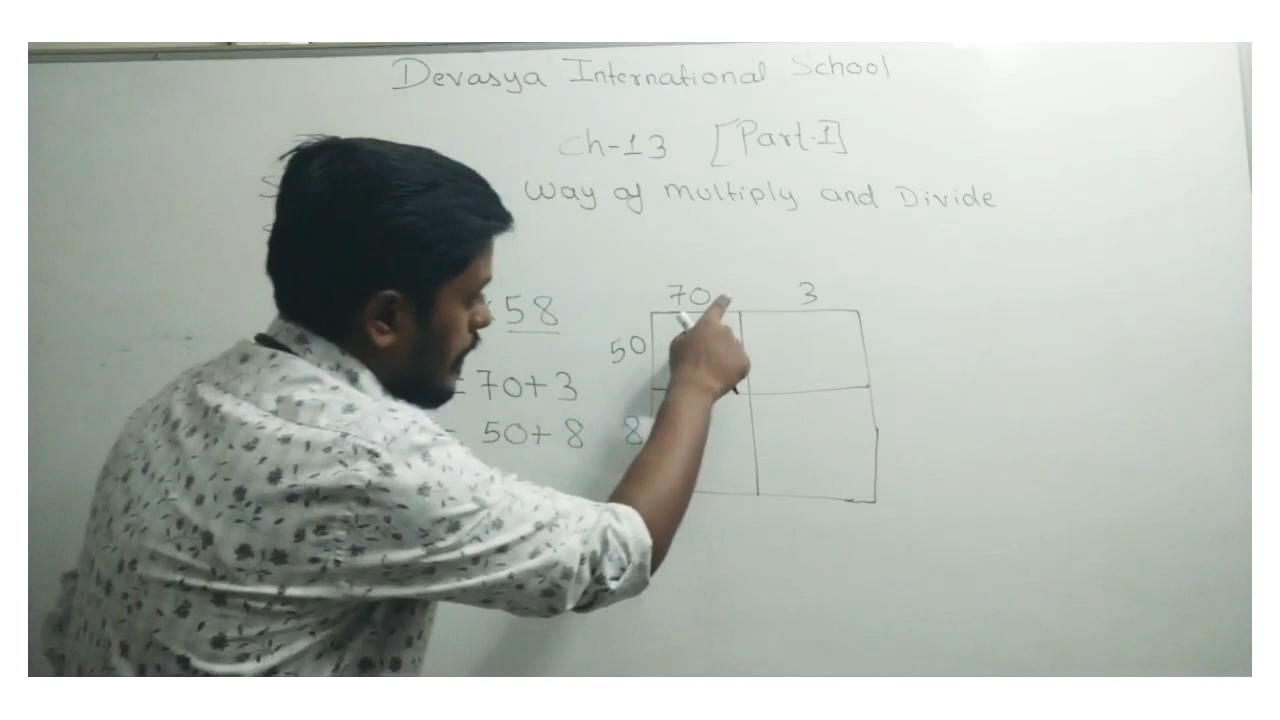 Devasya International School
Ch-13 [Part-I]
way of multiply and Divide
58
70 3
50
= 70+3
= 50+8 8